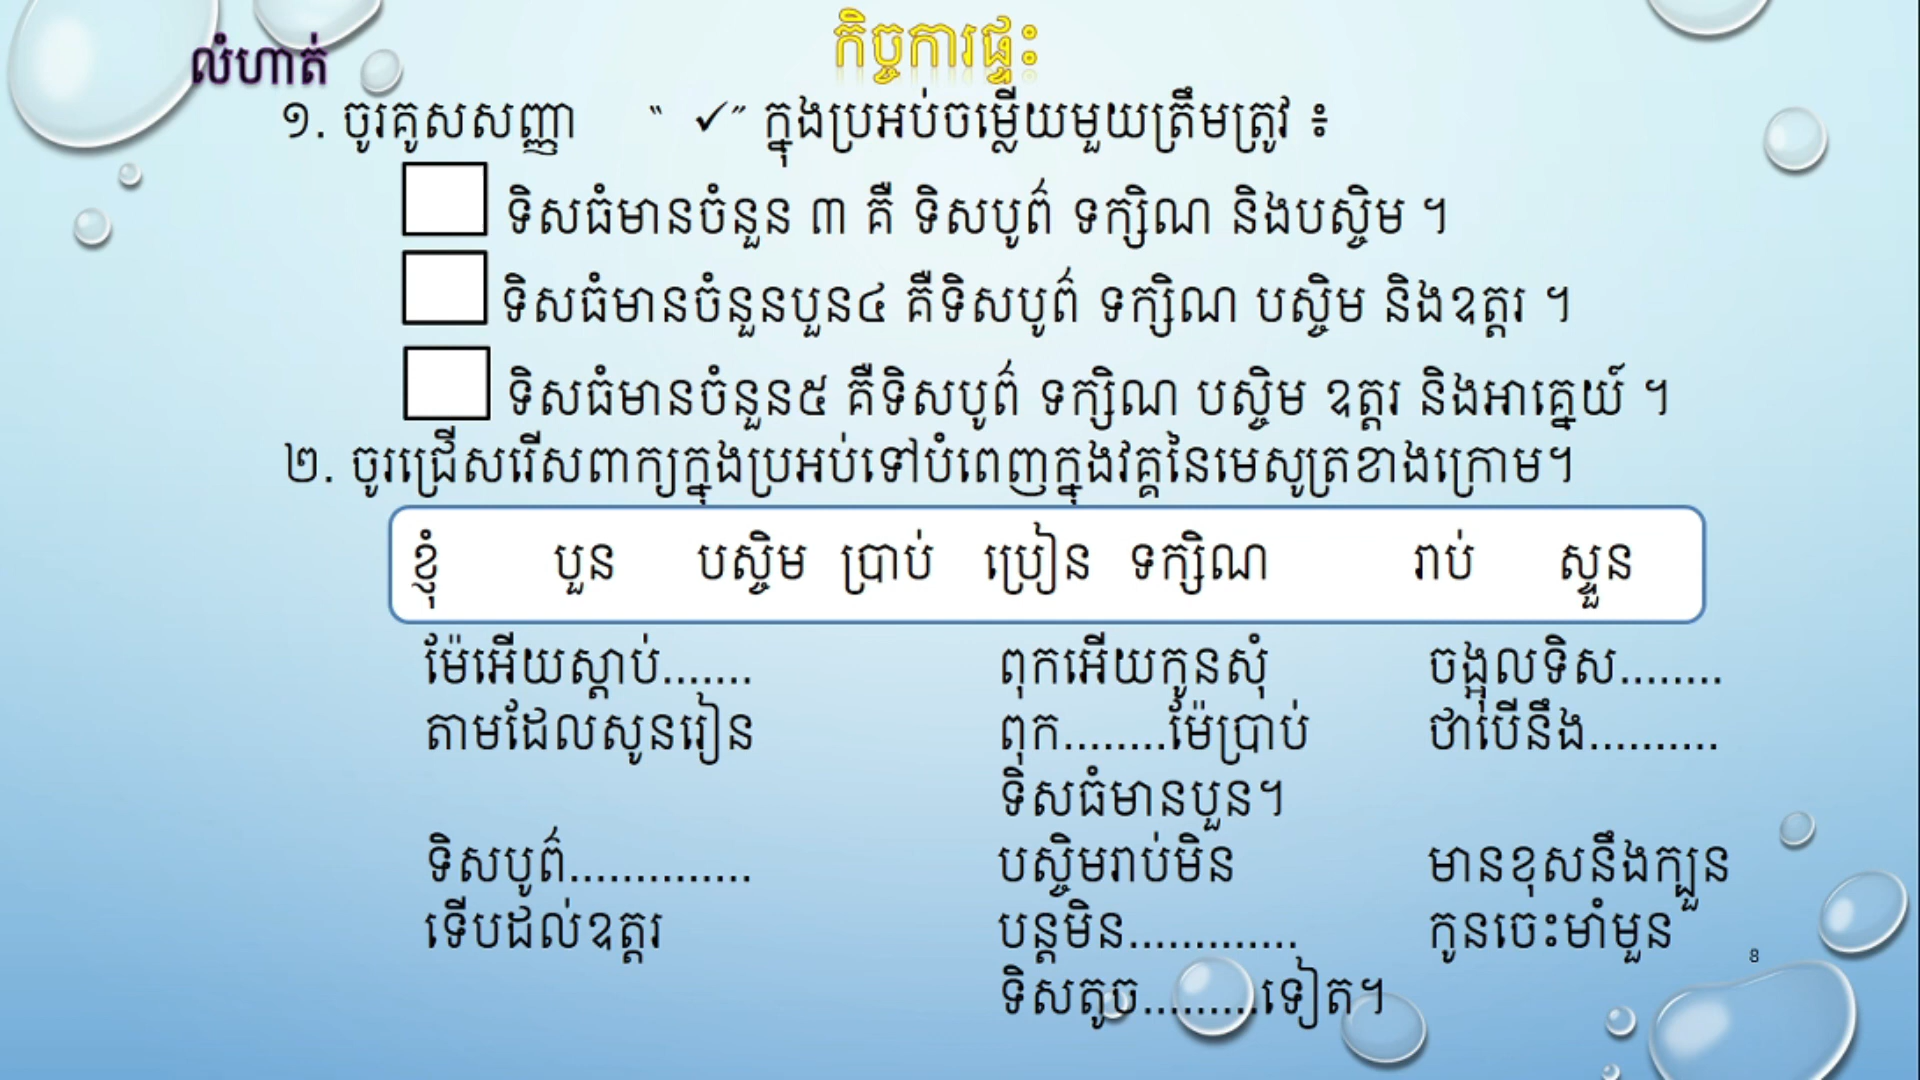 កិច្ចការផ្ទះ
លំហាត់
១. ចូរគូសសញ្ញា “ ✓” ក្នុងប្រអប់ចម្លើយមួយត្រឹមត្រូវ ៖
ទិសធំមានចំនួន ៣ គឺ ទិសបូព៌ ទក្សិណ និងបស្ចិម ។
ទិសធំមានចំនួនបួន៤ គឺទិសបូព៌ ទក្សិណ បស្ចិម និងឧត្តរ ។
ទិសធំមានចំនួន៥ គឺទិសបូព៌ ទក្សិណ បស្ចិម ឧត្តរ និងអាគ្នេយ៍ ។
២. ចូរជ្រើសរើសពាក្យក្នុងប្រអប់ទៅបំពេញក្នុងវគ្គនៃមេសូត្រខាងក្រោម។
ខ្ញុំ បួន បស្ចិម ប្រាប់ ប្រៀន ទក្សិណ រាប់ ស្ទួន
ម៉ែអើយស្តាប់....... ពុកអើយកូនសុំ ចង្អុលទិស........
តាមដែលសូនរៀន ពុក........ម៉ែប្រាប់ ថាបើនឹង..........
ទិសធំមានបួន។
ទិសបូព៌.............. បស្ចិមរាប់មិន មានខុសនឹងក្បួន
ទើបដល់ឧត្តរ បន្តមិន............. កូនចេះមាំមួន
ទិសតូច.........ទៀត។
8